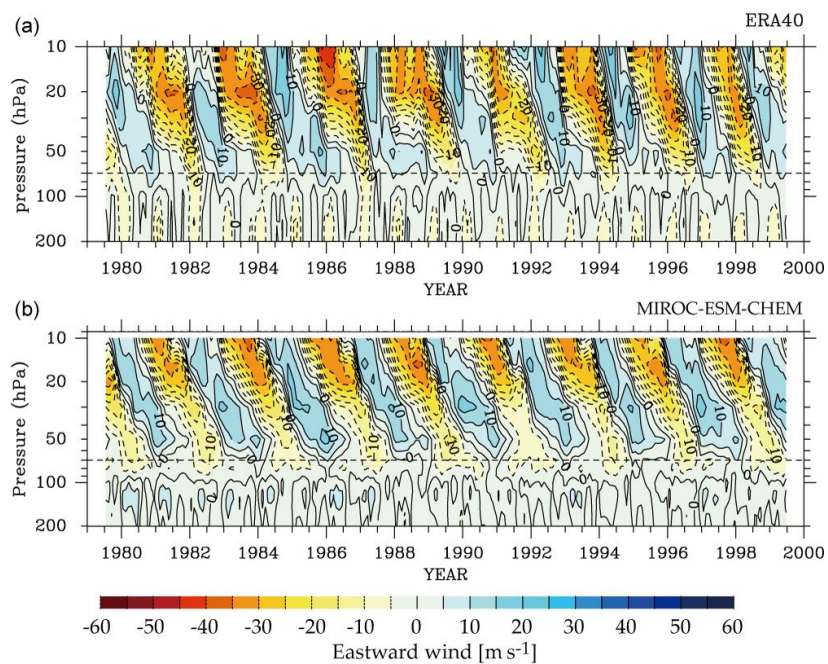 (a)
ERA40
10
20
50
100
200
pressure (hPa)
1980 1982 1984 1986 1988 1990 1992 1994 1996 1998 2000
YEAR
(b)
MIROC-ESM-CHEM
10
20
50
100
200
Pressure (hPa)
1980 1982 1984 1986 1988 1990 1992 1994 1996 1998 2000
YEAR
-60 -50 -40 -30 -20 -10 0 10 20 30 40 50 60
Eastward wind [m s-1]